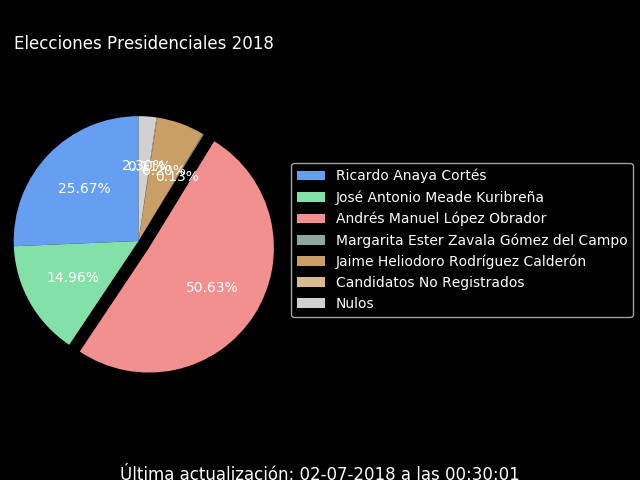 Elecciones Presidenciales 2018
25.67%
14.96%
50.63%
0.13%
Ricardo Anaya Cortés
José Antonio Meade Kuribreña
Andrés Manuel López Obrador
Margarita Ester Zavala Gómez del Campo
Jaime Heliodoro Rodríguez Calderón
Candidatos No Registrados
Nulos
Última actualización: 02-07-2018 a las 00:30:01